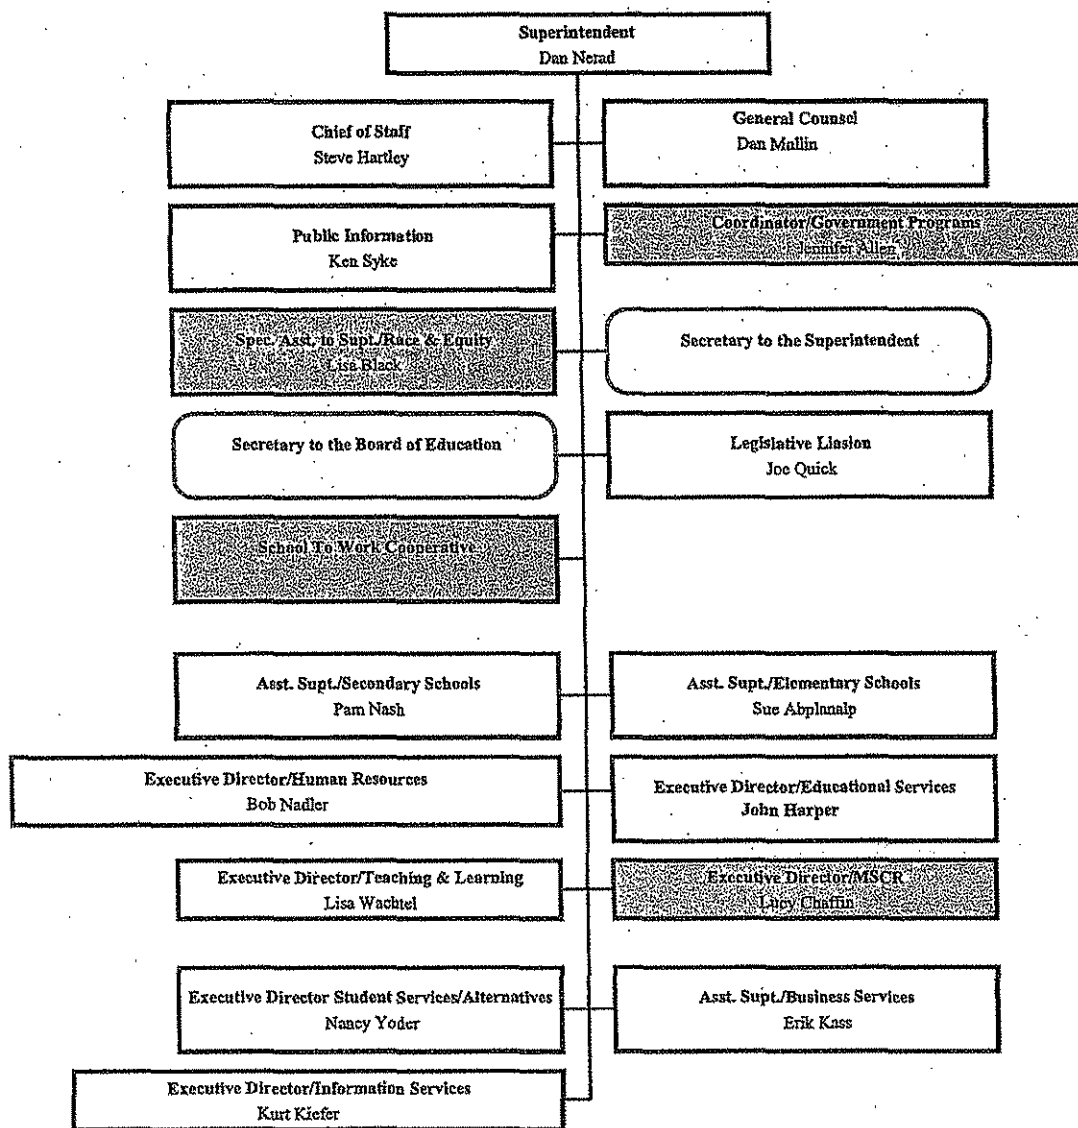 Superintendent
Dan Nerad
Chief of Staff
Steve Hartley
General Counsel
Dan Mallin
Public Information
Ken Syke
Coordinator/Government Programs
Jennifer Allen
Spec. Asst. to Supt./Race & Equity
Lisa Black
Secretary to the Superintendent
Secretary to the Board of Education
Legislative Liasion
Joe Quick
School To Work Cooperative
Asst. Supt./Secondary Schools
Pam Nash
Asst. Supt./Elementary Schools
Sue Abplanalp
Executive Director/Human Resources
Bob Nadler
Executive Director/Educational Services
John Harper
Executive Director/Teaching & Learning
Lisa Wachtel
Executive Director/MSCR
Lucy Chaffin
Executive Director Student Services/Alternatives
Nancy Yoder
Asst. Supt./Business Services
Erik Kass
Executive Director/Information Services
Kurt Kiefer